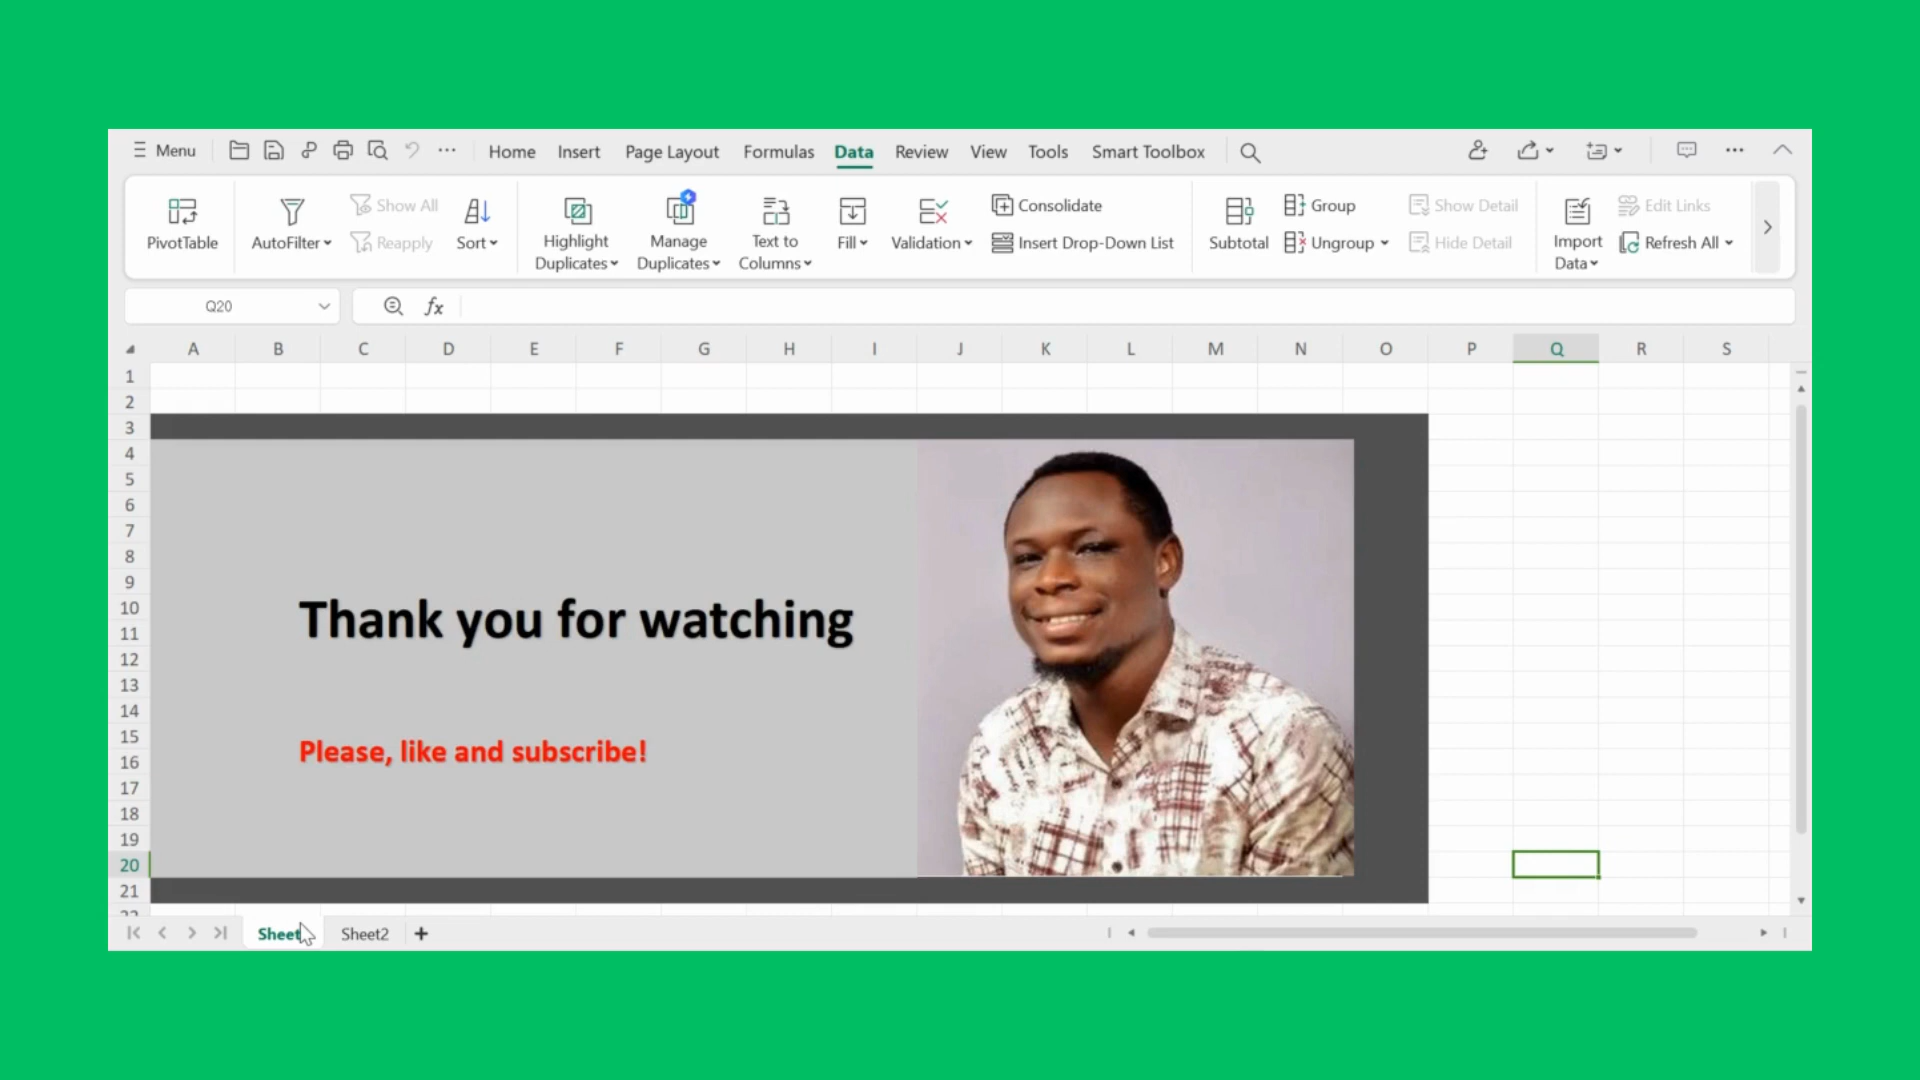 Menu
Home Insert Page Layout Formulas Data Review View Tools Smart Toolbox
PivotTable
AutoFilter
Show All
Reapply
Sort
Highlight
Duplicates
Manage
Duplicates
Text to
Columns
Fill
Validation
Consolidate
Insert Drop-Down List
Subtotal
Group
Ungroup
Show Detail
Hide Detail
Import
Data
Edit Links
Refresh All
Q20
fx
A B C D E F G H I J K L M N O P Q R S
1
2
3
4
5
6
7
8
9
10
11
12
13
14
15
16
17
18
19
20
21
Thank you for watching
Please, like and subscribe!
Sheet
Sheet2